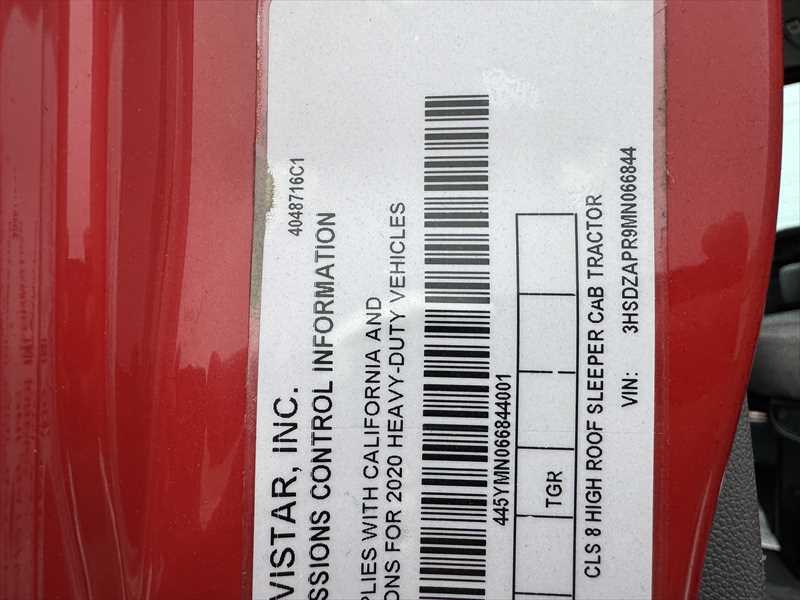 4048716C1
VISTAR, INC.
SSIONS CONTROL INFORMATION
PLIES WITH CALIFORNIA AND
ONS FOR 2020 HEAVY-DUTY VEHICLES
445YMN066844001
TGR
CLS 8 HIGH ROOF SLEEPER CAB TRACTOR
VIN: 3HSDZAPR9MN066844